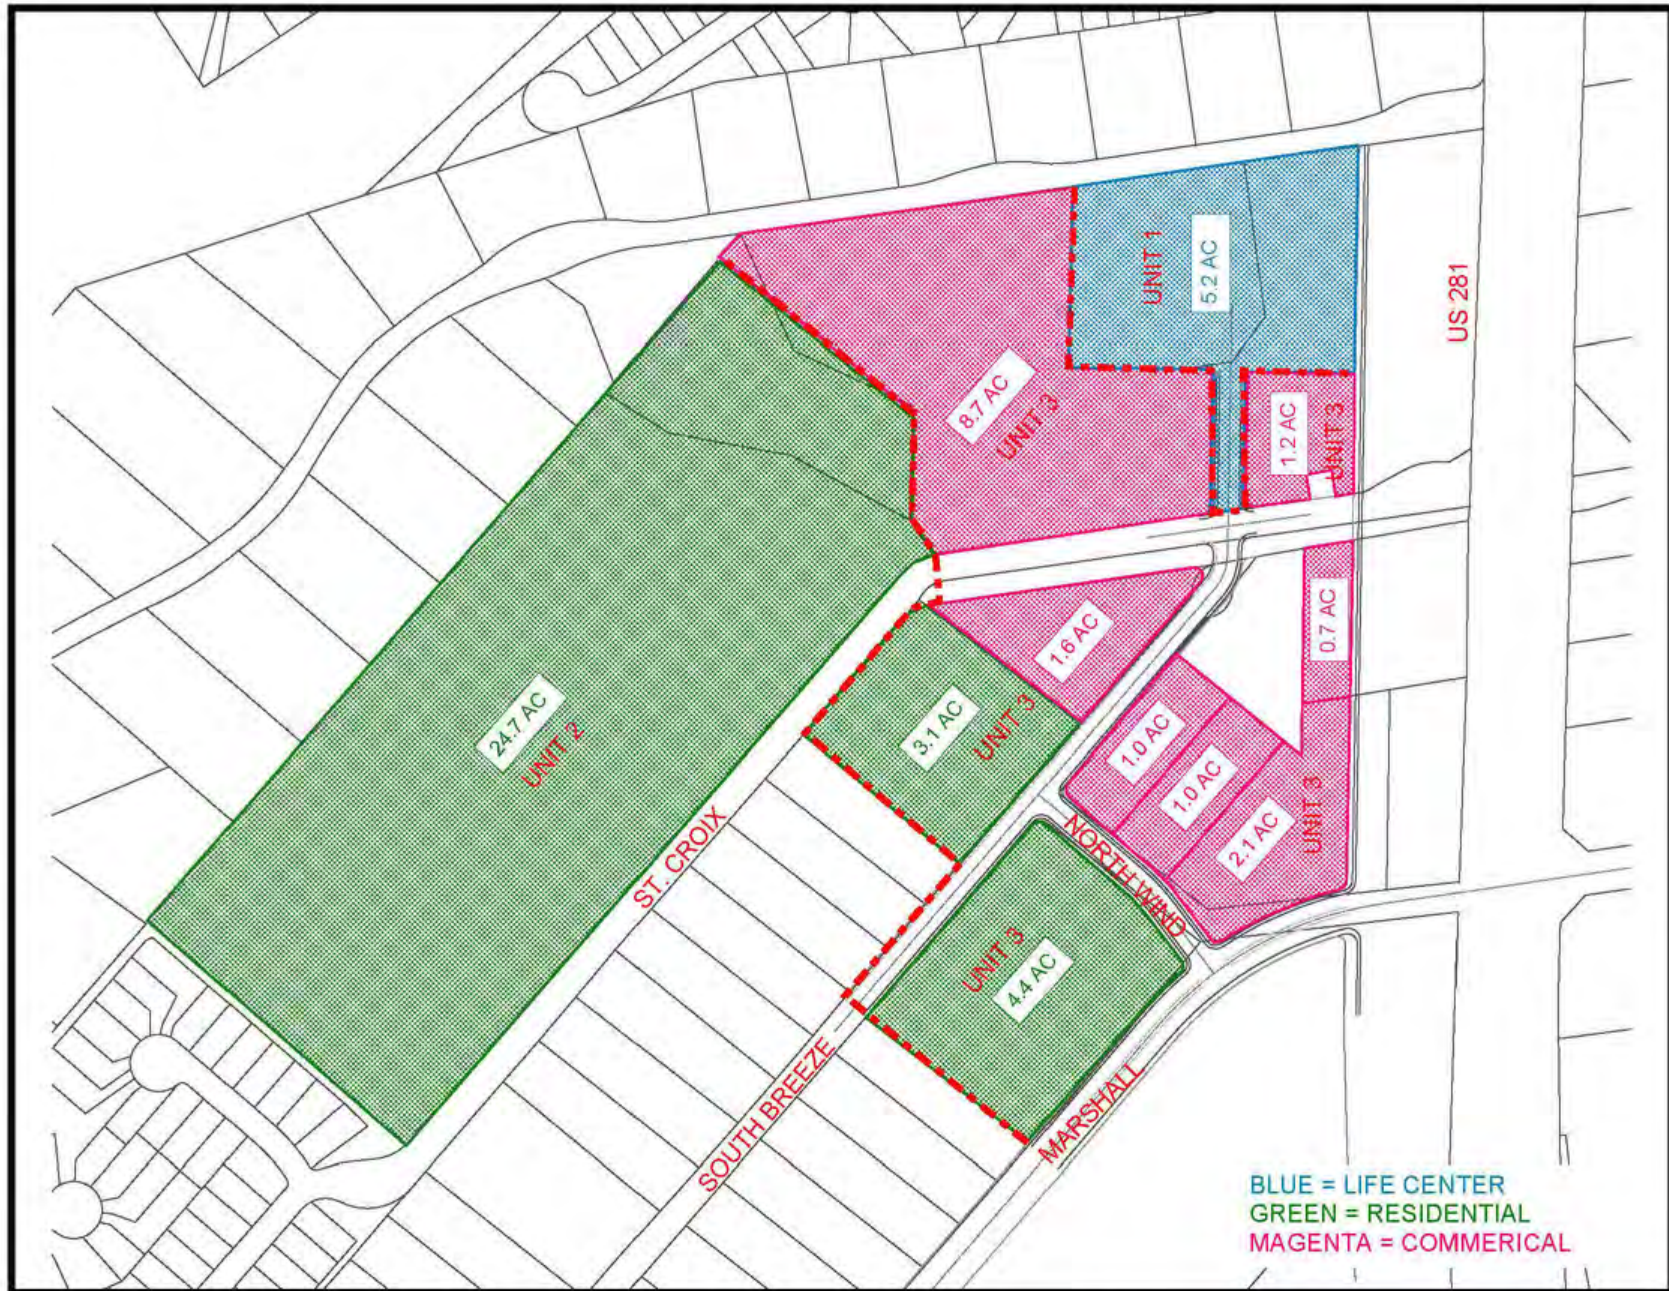 UNIT 1
5.2 AC
US 281
8.7 AC
UNIT 3
1.2 AC
UNIT 3
0.7 AC
1.6 AC
24.7 AC
UNIT 2
3.1 AC
UNIT 3
1.0 AC
1.0 AC
2.1 AC
UNIT 3
ST. CROIX
NORTH WIND
UNIT 3
4.4 AC
SOUTH BREEZE
MARSHALL
BLUE = LIFE CENTER
GREEN = RESIDENTIAL
MAGENTA = COMMERICAL